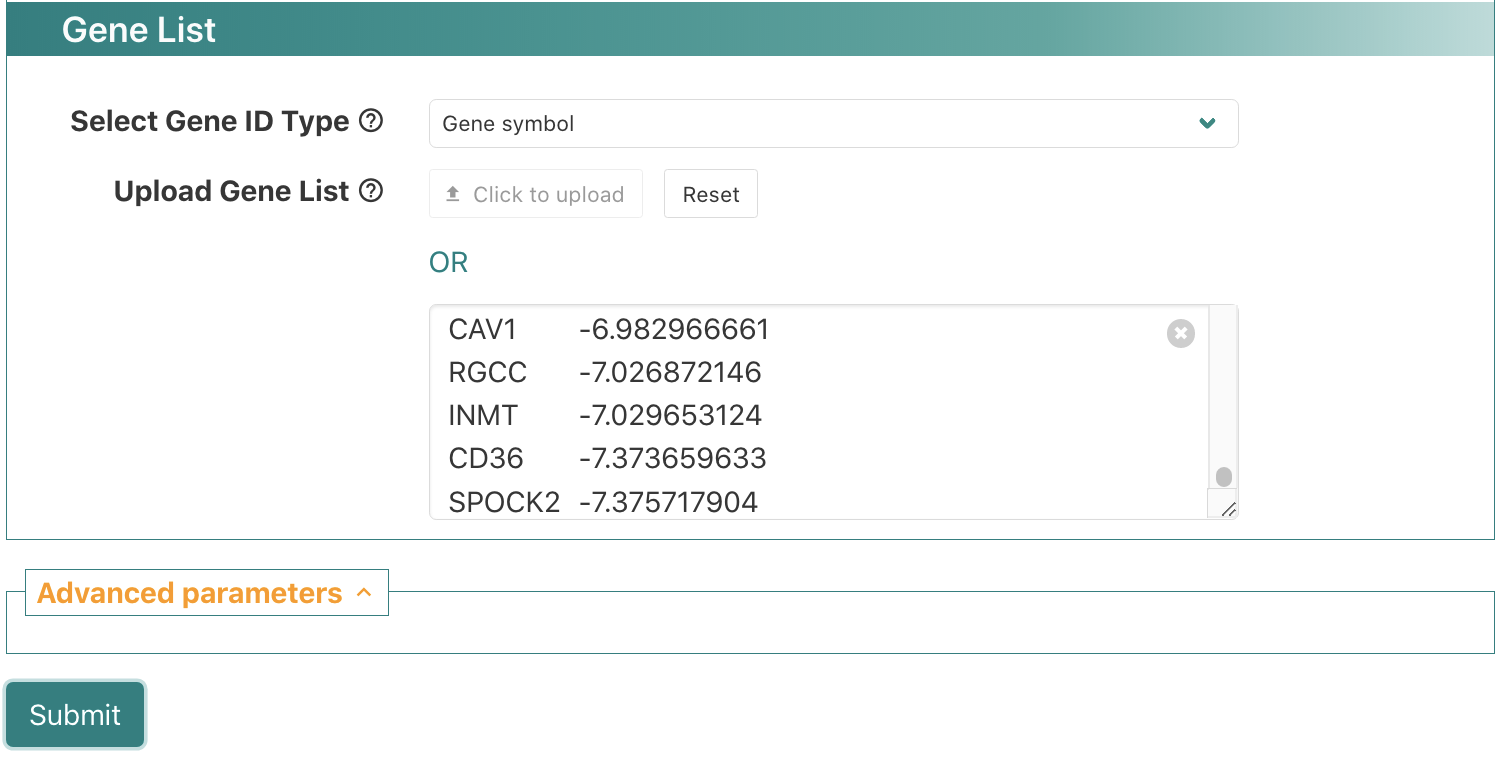 Gene List
Select Gene ID Type ?
Gene symbol
Upload Gene List ?
Click to upload
Reset
OR
CAV1 -6.982966661
RGCC -7.026872146
INMT -7.029653124
CD36 -7.373659633
SPOCK2 -7.375717904
Advanced parameters
Submit